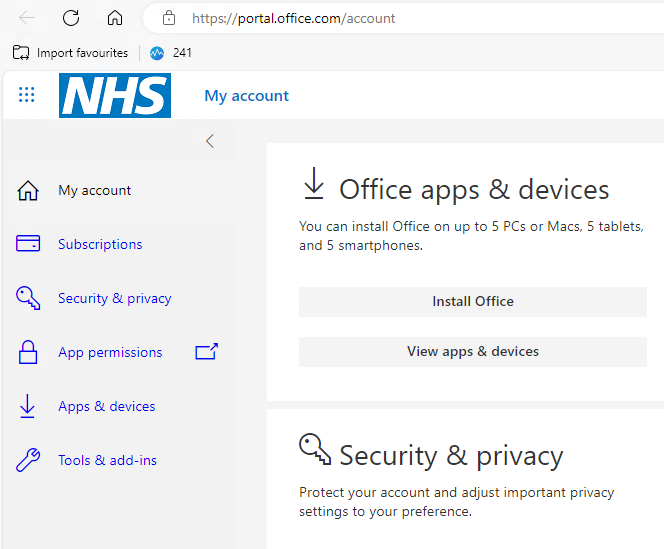 https://portal.office.com/account
Import favourites
241
NHS
My account
My account
Subscriptions
Security & privacy
App permissions
Apps & devices
Tools & add-ins
Office apps & devices
You can install Office on up to 5 PCs or Macs, 5 tablets,
and 5 smartphones.
Install Office
View apps & devices
Security & privacy
Protect your account and adjust important privacy
settings to your preference.